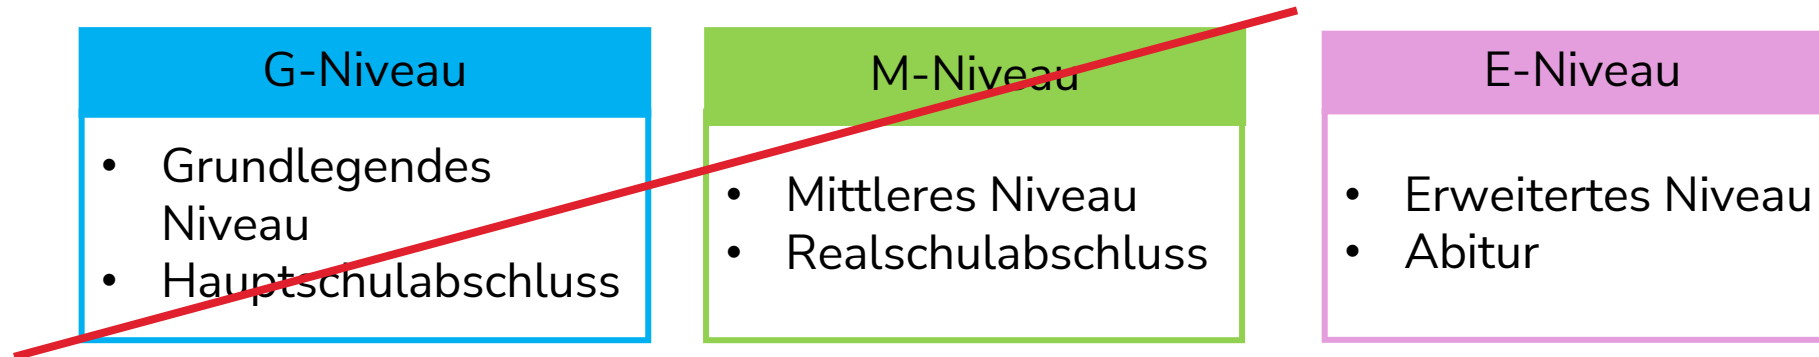 G-Niveau
• Grundlegendes
Niveau
• Hauptschulabschluss
M-Niveau
• Mittleres Niveau
• Realschulabschluss
E-Niveau
• Erweitertes Niveau
• Abitur